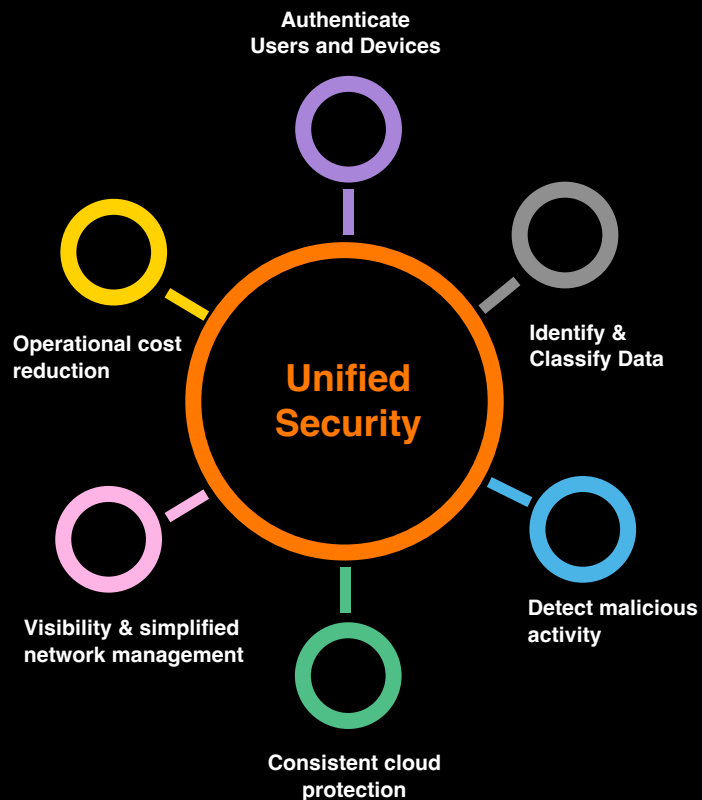 Authenticate
Users and Devices
Identify &
Classify Data
Operational cost
reduction
Unified
Security
Detect malicious
activity
Visibility & simplified
network management
Consistent cloud
protection